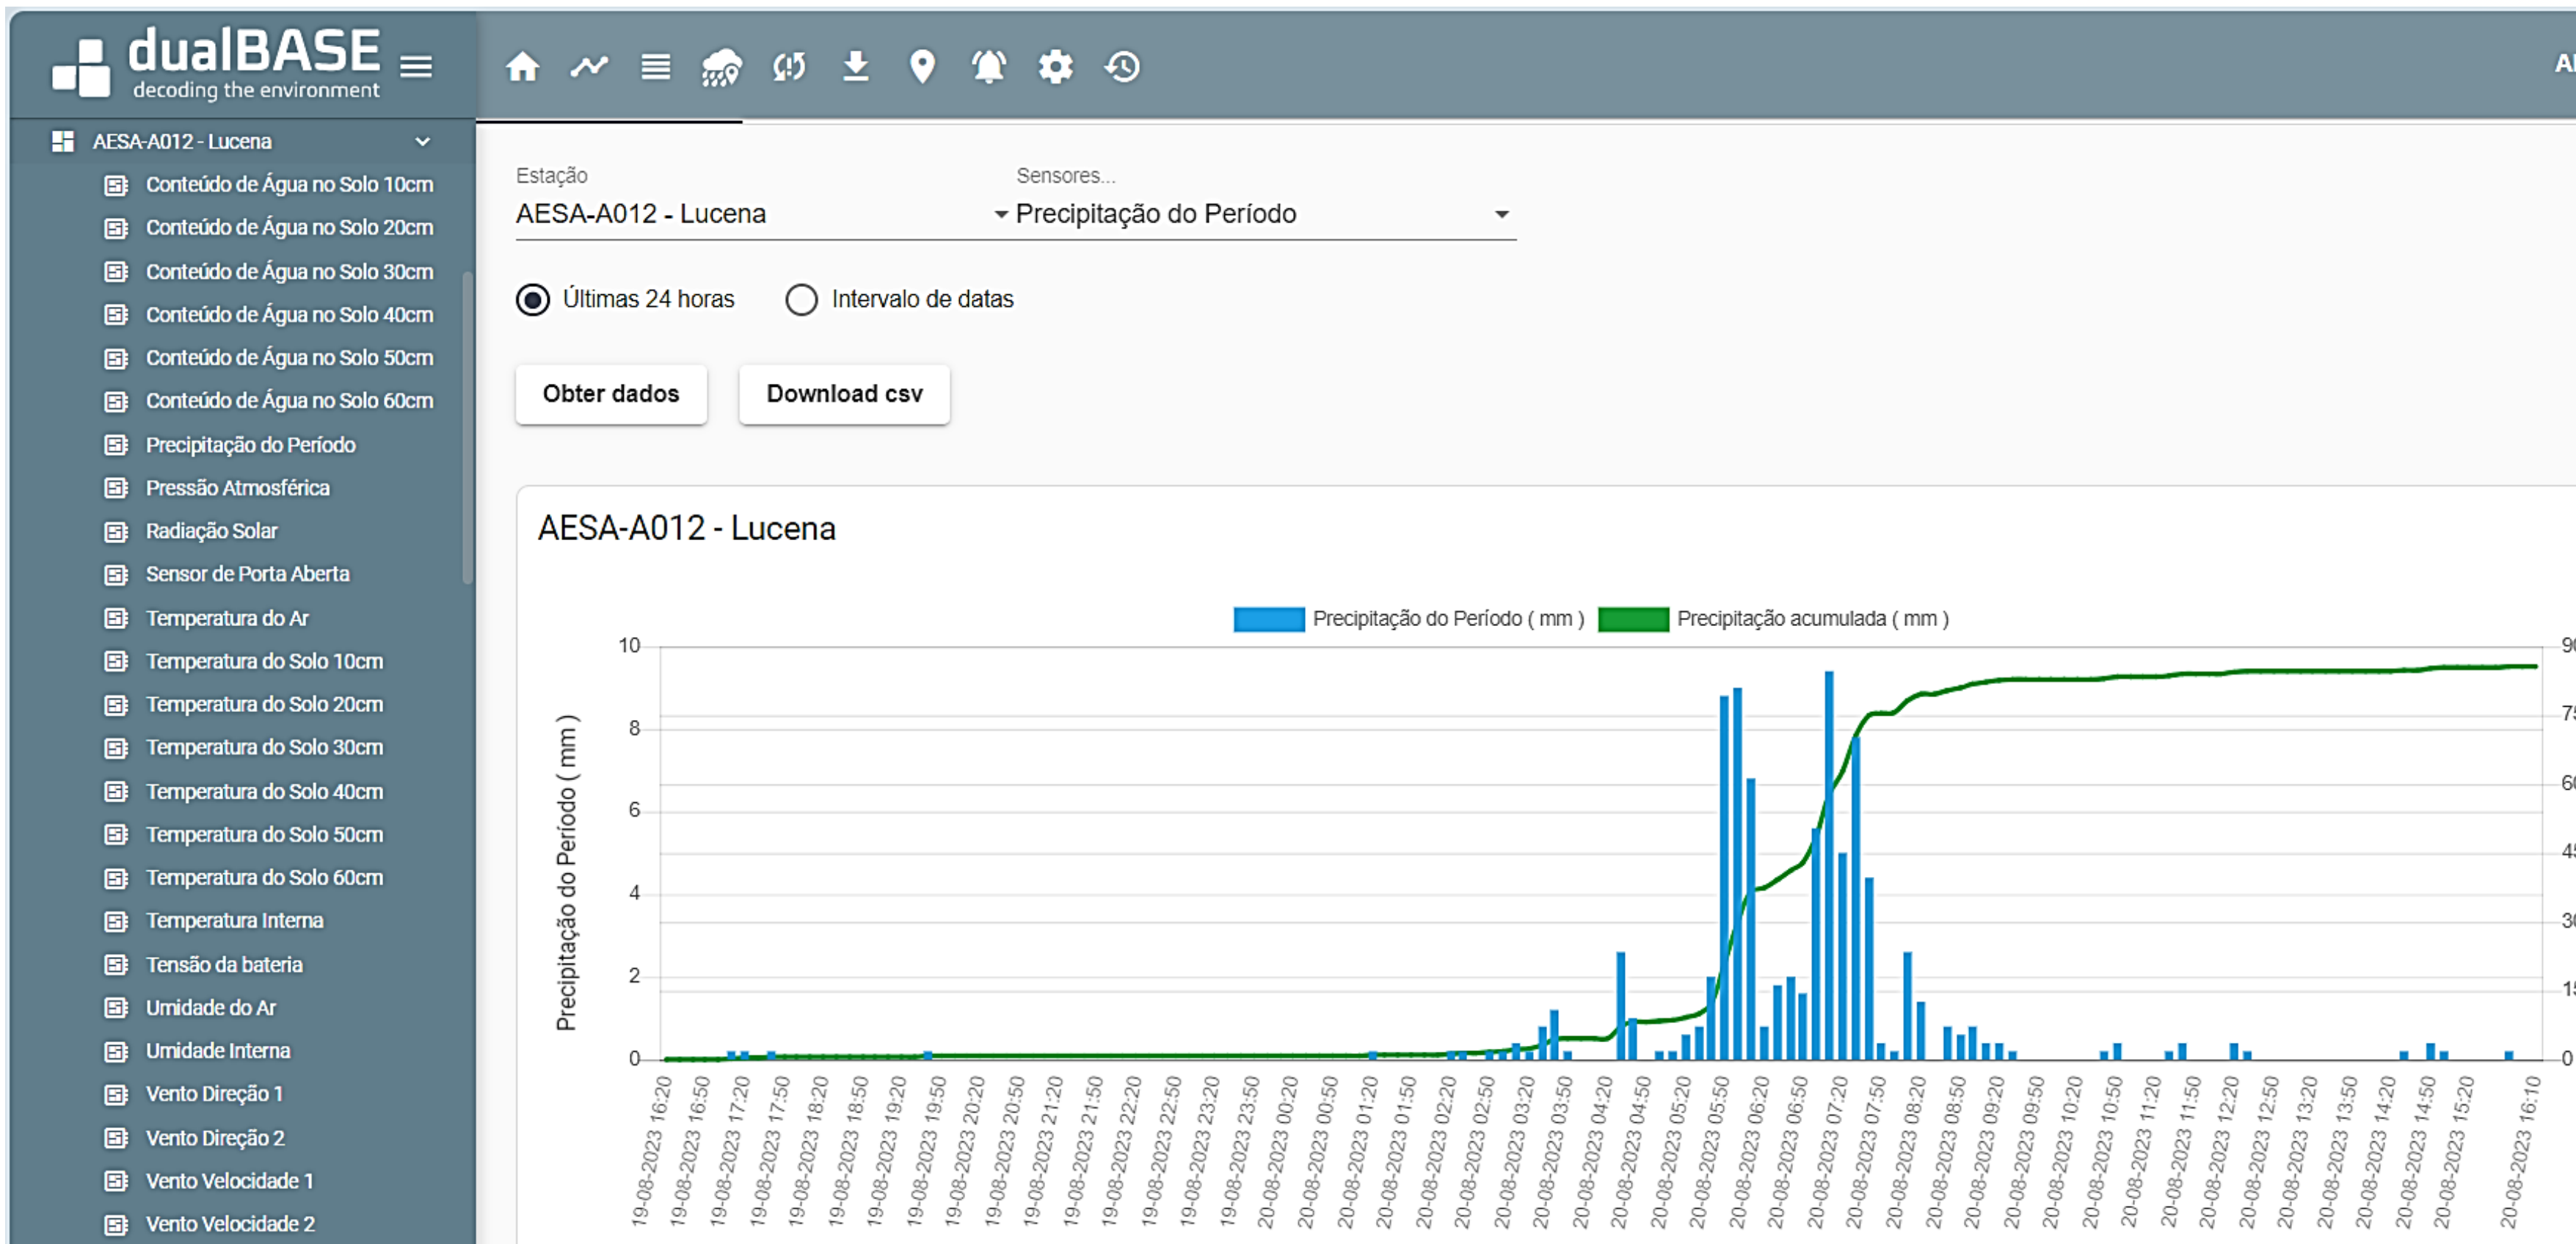 dualBASE
decoding the environment
AESA-A012 - Lucena
Conteúdo de Água no Solo 10cm
Conteúdo de Água no Solo 20cm
Conteúdo de Água no Solo 30cm
Conteúdo de Água no Solo 40cm
Conteúdo de Água no Solo 50cm
Conteúdo de Água no Solo 60cm
Precipitação do Período
Pressão Atmosférica
Radiação Solar
Sensor de Porta Aberta
Temperatura do Ar
Temperatura do Solo 10cm
Temperatura do Solo 20cm
Temperatura do Solo 30cm
Temperatura do Solo 40cm
Temperatura do Solo 50cm
Temperatura do Solo 60cm
Temperatura Interna
Tensão da bateria
Umidade do Ar
Umidade Interna
Vento Direção 1
Vento Direção 2
Vento Velocidade 1
Vento Velocidade 2
Estação
Sensores...
AESA-A012 - Lucena
Precipitação do Período
Últimas 24 horas
Intervalo de datas
Obter dados
Download csv
AESA-A012 - Lucena
Precipitação do Período ( mm )
Precipitação acumulada ( mm )
Precipitação do Período ( mm )
10
8
6
4
2
0
0
19-08-2023 16:20
19-08-2023 16:50
19-08-2023 17:20
19-08-2023 17:50
19-08-2023 18:20
19-08-2023 18:50
19-08-2023 19:20
19-08-2023 19:50
19-08-2023 20:20
19-08-2023 20:50
19-08-2023 21:20
19-08-2023 21:50
19-08-2023 22:20
19-08-2023 22:50
19-08-2023 23:20
19-08-2023 23:50
20-08-2023 00:20
20-08-2023 00:50
20-08-2023 01:20
20-08-2023 01:50
20-08-2023 02:20
20-08-2023 02:50
20-08-2023 03:20
20-08-2023 03:50
20-08-2023 04:20
20-08-2023 04:50
20-08-2023 05:20
20-08-2023 05:50
20-08-2023 06:20
20-08-2023 06:50
20-08-2023 07:20
20-08-2023 07:50
20-08-2023 08:20
20-08-2023 08:50
20-08-2023 09:20
20-08-2023 09:50
20-08-2023 10:20
20-08-2023 10:50
20-08-2023 11:20
20-08-2023 11:50
20-08-2023 12:20
20-08-2023 12:50
20-08-2023 13:20
20-08-2023 13:50
20-08-2023 14:20
20-08-2023 14:50
20-08-2023 15:20
20-08-2023 16:10